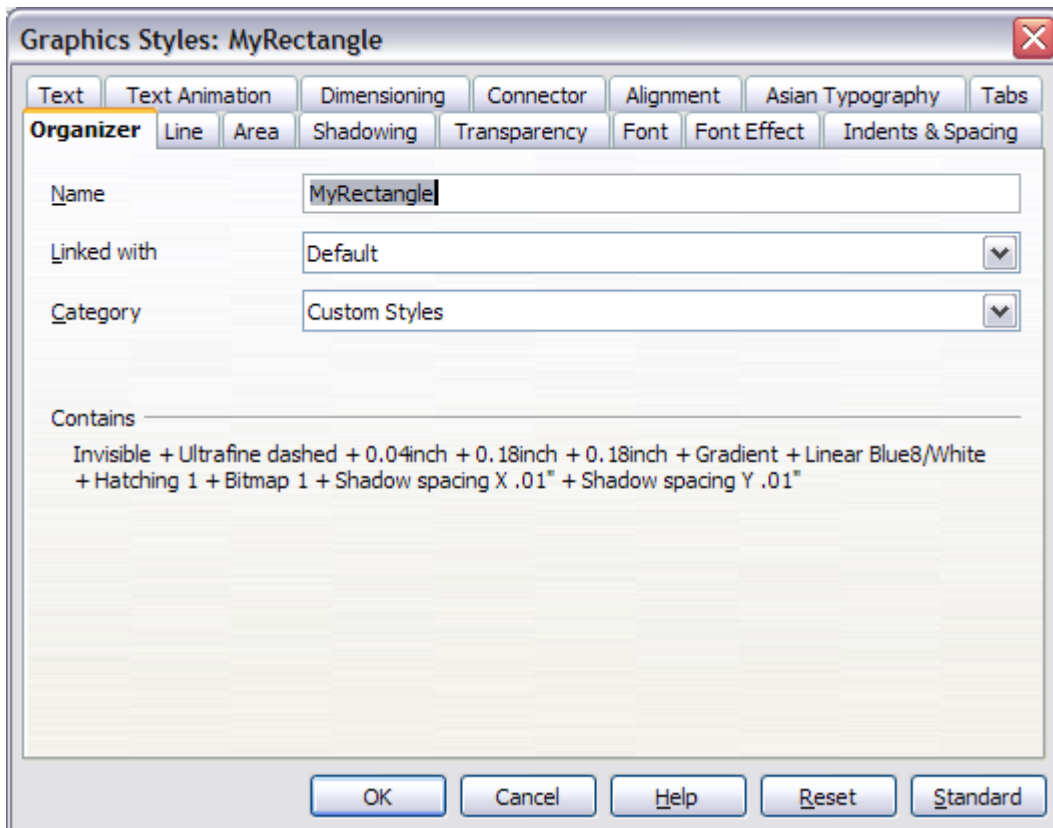 Graphics Styles: MyRectangle
Text Text Animation Dimensioning Connector Alignment Asian Typography Tabs
Organizer Line Area Shadowing Transparency Font Font Effect Indents & Spacing
Name MyRectangle
Linked with Default
Category Custom Styles
Contains
Invisible + Ultrafine dashed + 0.04inch + 0.18inch + 0.18inch + Gradient + Linear Blue8/White
+ Hatching 1 + Bitmap 1 + Shadow spacing X .01" + Shadow spacing Y .01"
OK Cancel Help Reset Standard